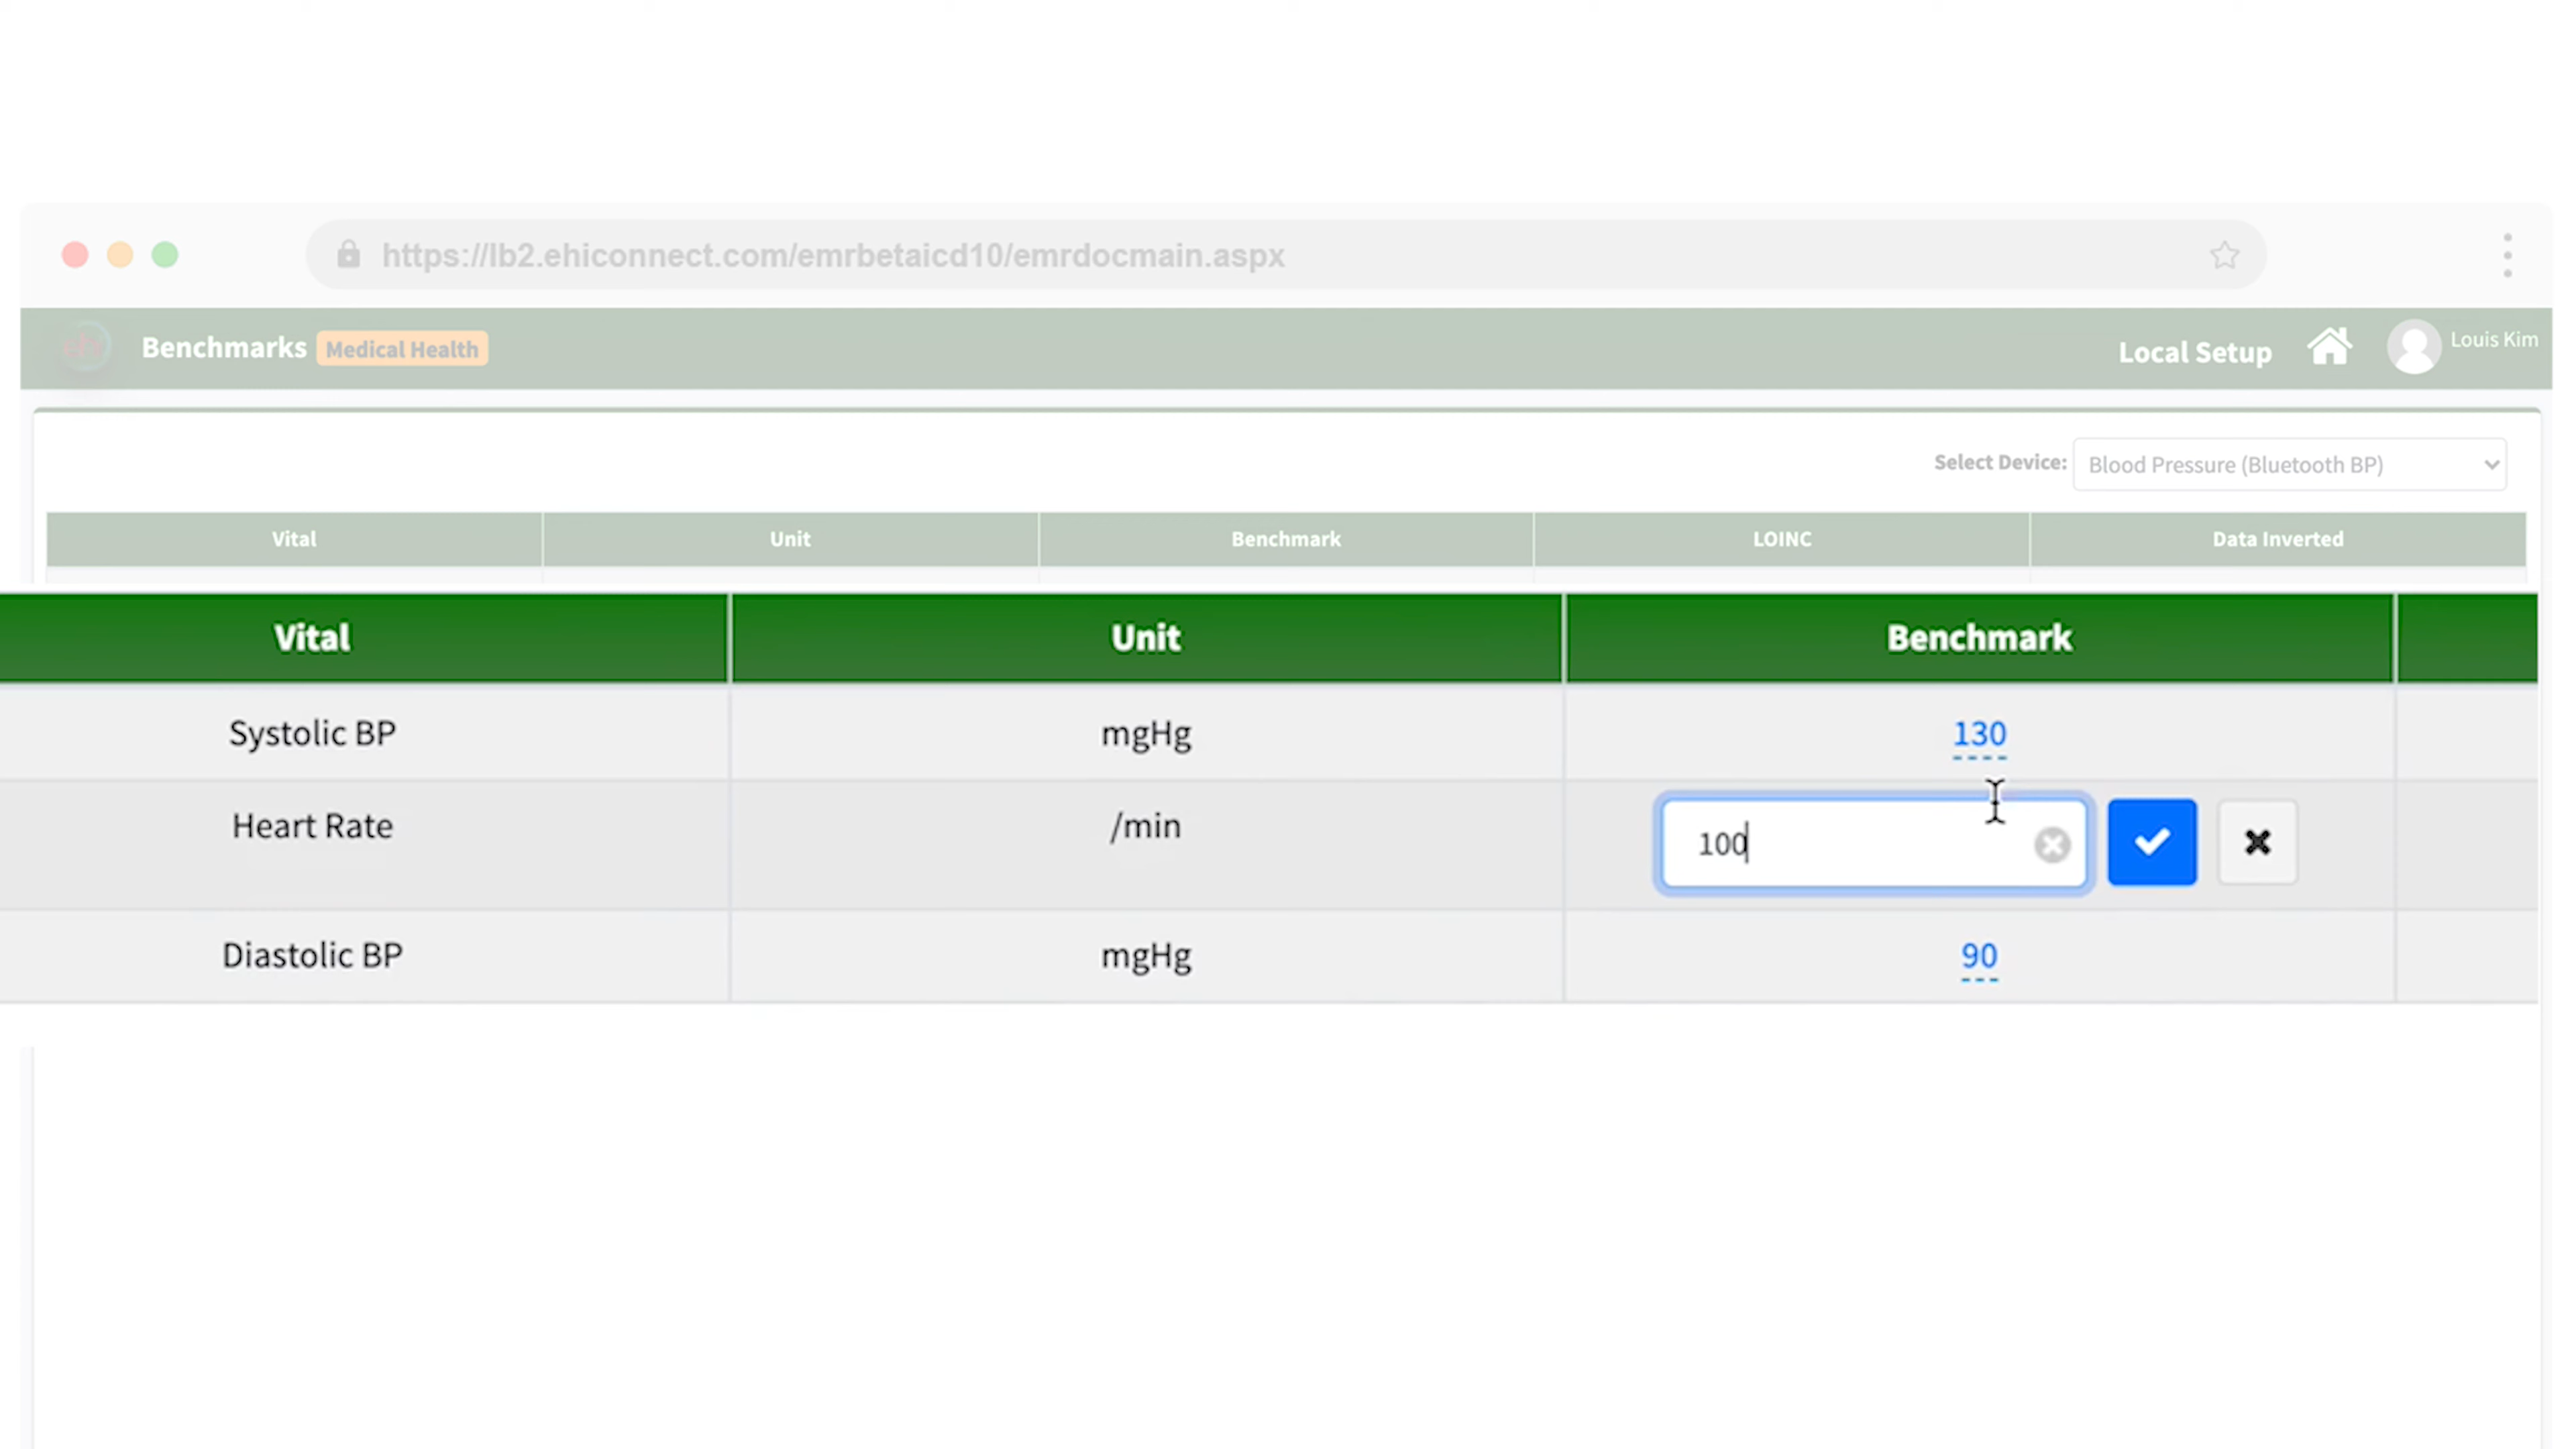 https://lb2.ehiconnect.com/emrbetaicd10/emrdocmain.aspx
Benchmarks Medical Health Local Setup Louis Kim
Select Device: Blood Pressure (Bluetooth BP)
Vital Unit Benchmark LOINC Data Inverted
Vital Unit Benchmark
Systolic BP mgHg 130
Heart Rate /min 100
Diastolic BP mgHg 90